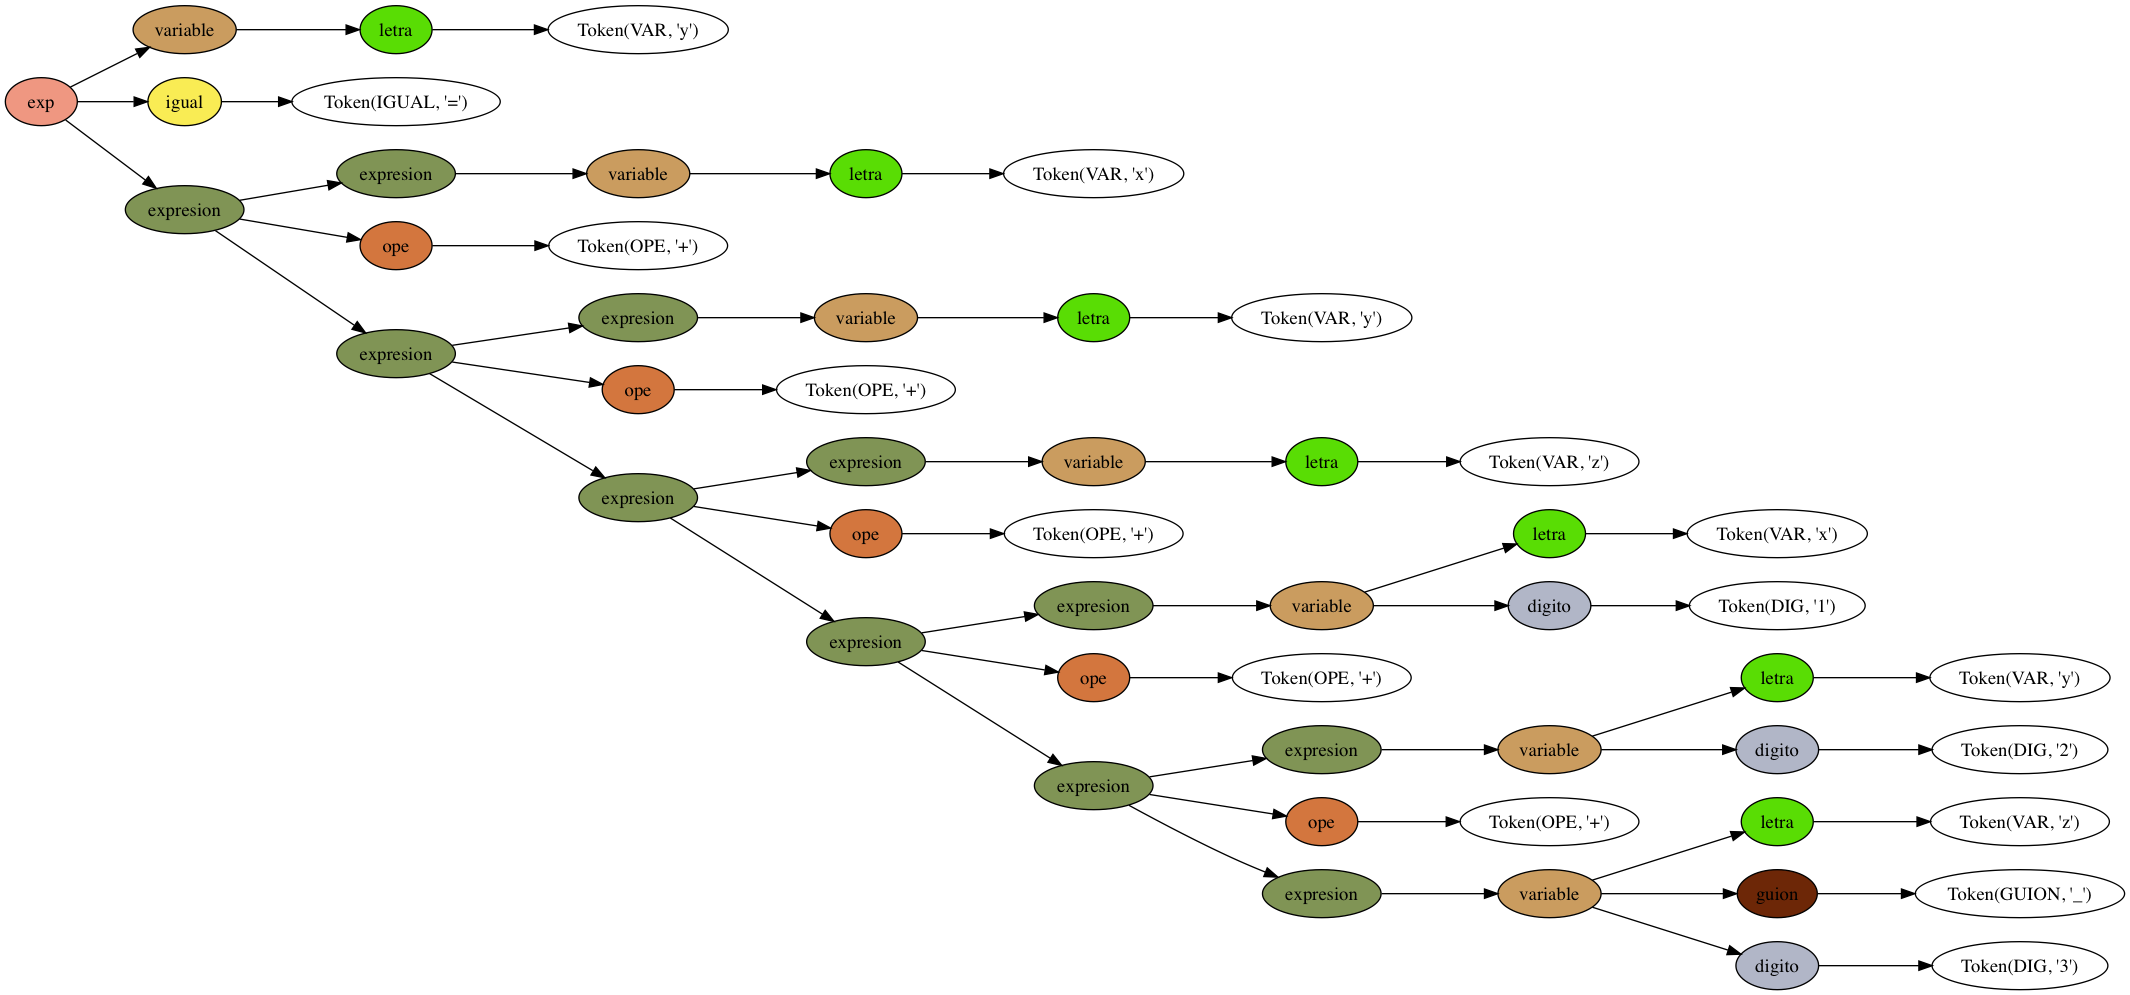 variable letra Token(VAR, 'y')
exp igual Token(IGUAL, '=')
expresion variable letra Token(VAR, 'x')
expresion
ope Token(OPE, '+')
expresion variable letra Token(VAR, 'y')
expresion
ope Token(OPE, '+')
expresion variable letra Token(VAR, 'z')
expresion
ope Token(OPE, '+') letra Token(VAR, 'x')
expresion variable digito Token(DIG, '1')
expresion
ope Token(OPE, '+') letra Token(VAR, 'y')
expresion variable digito Token(DIG, '2')
expresion
ope Token(OPE, '+') letra Token(VAR, 'z')
expresion variable guion Token(GUION, '_')
digito Token(DIG, '3')